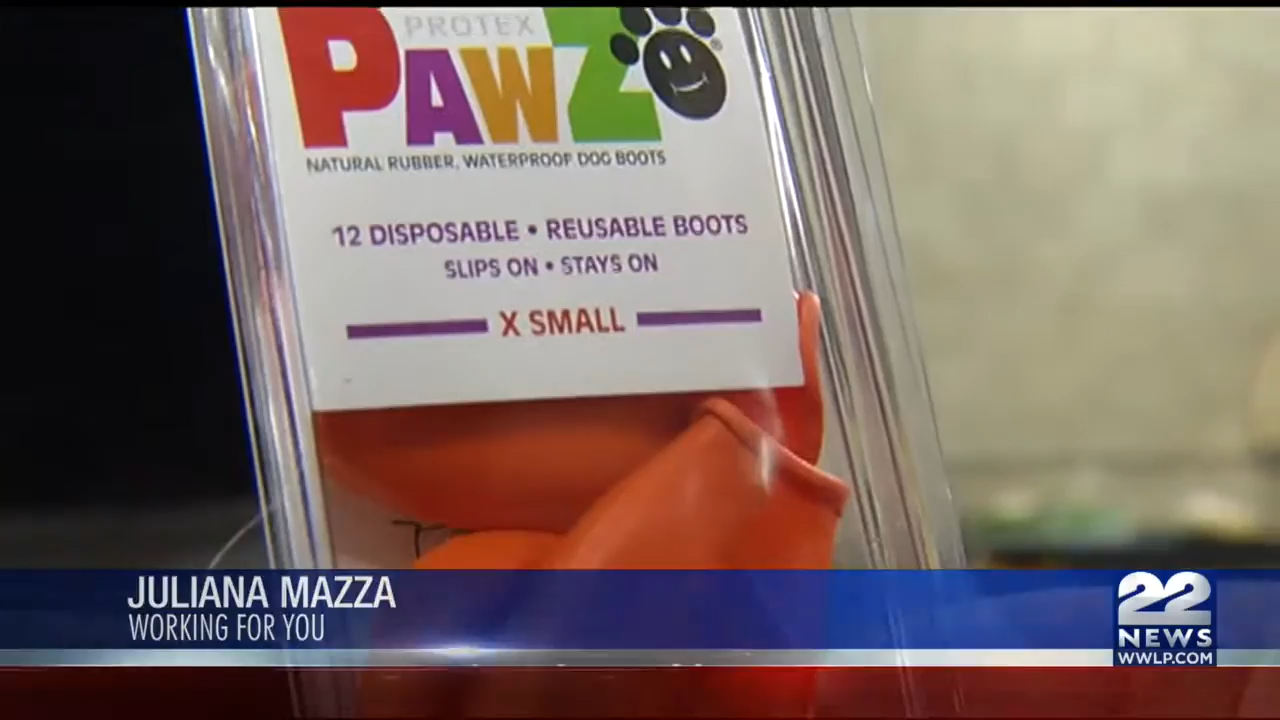 PROTEX
PAWZ
NATURAL RUBBER, WATERPROOF DOG BOOTS
12 DISPOSABLE • REUSABLE BOOTS
SLIPS ON • STAYS ON
X SMALL
JULIANA MAZZA
WORKING FOR YOU
22
NEWS
WWLP.COM